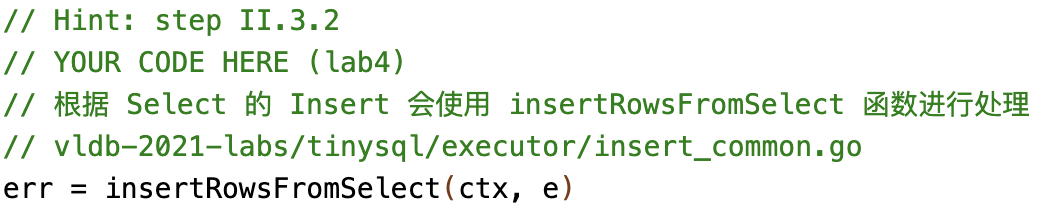 // Hint: step II.3.2
// YOUR CODE HERE (lab4)
// 根据 Select 的 Insert 会使用 insertRowsFromSelect 函数进行处理
// vldb-2021-labs/tinysql/executor/insert_common.go
err = insertRowsFromSelect(ctx, e)